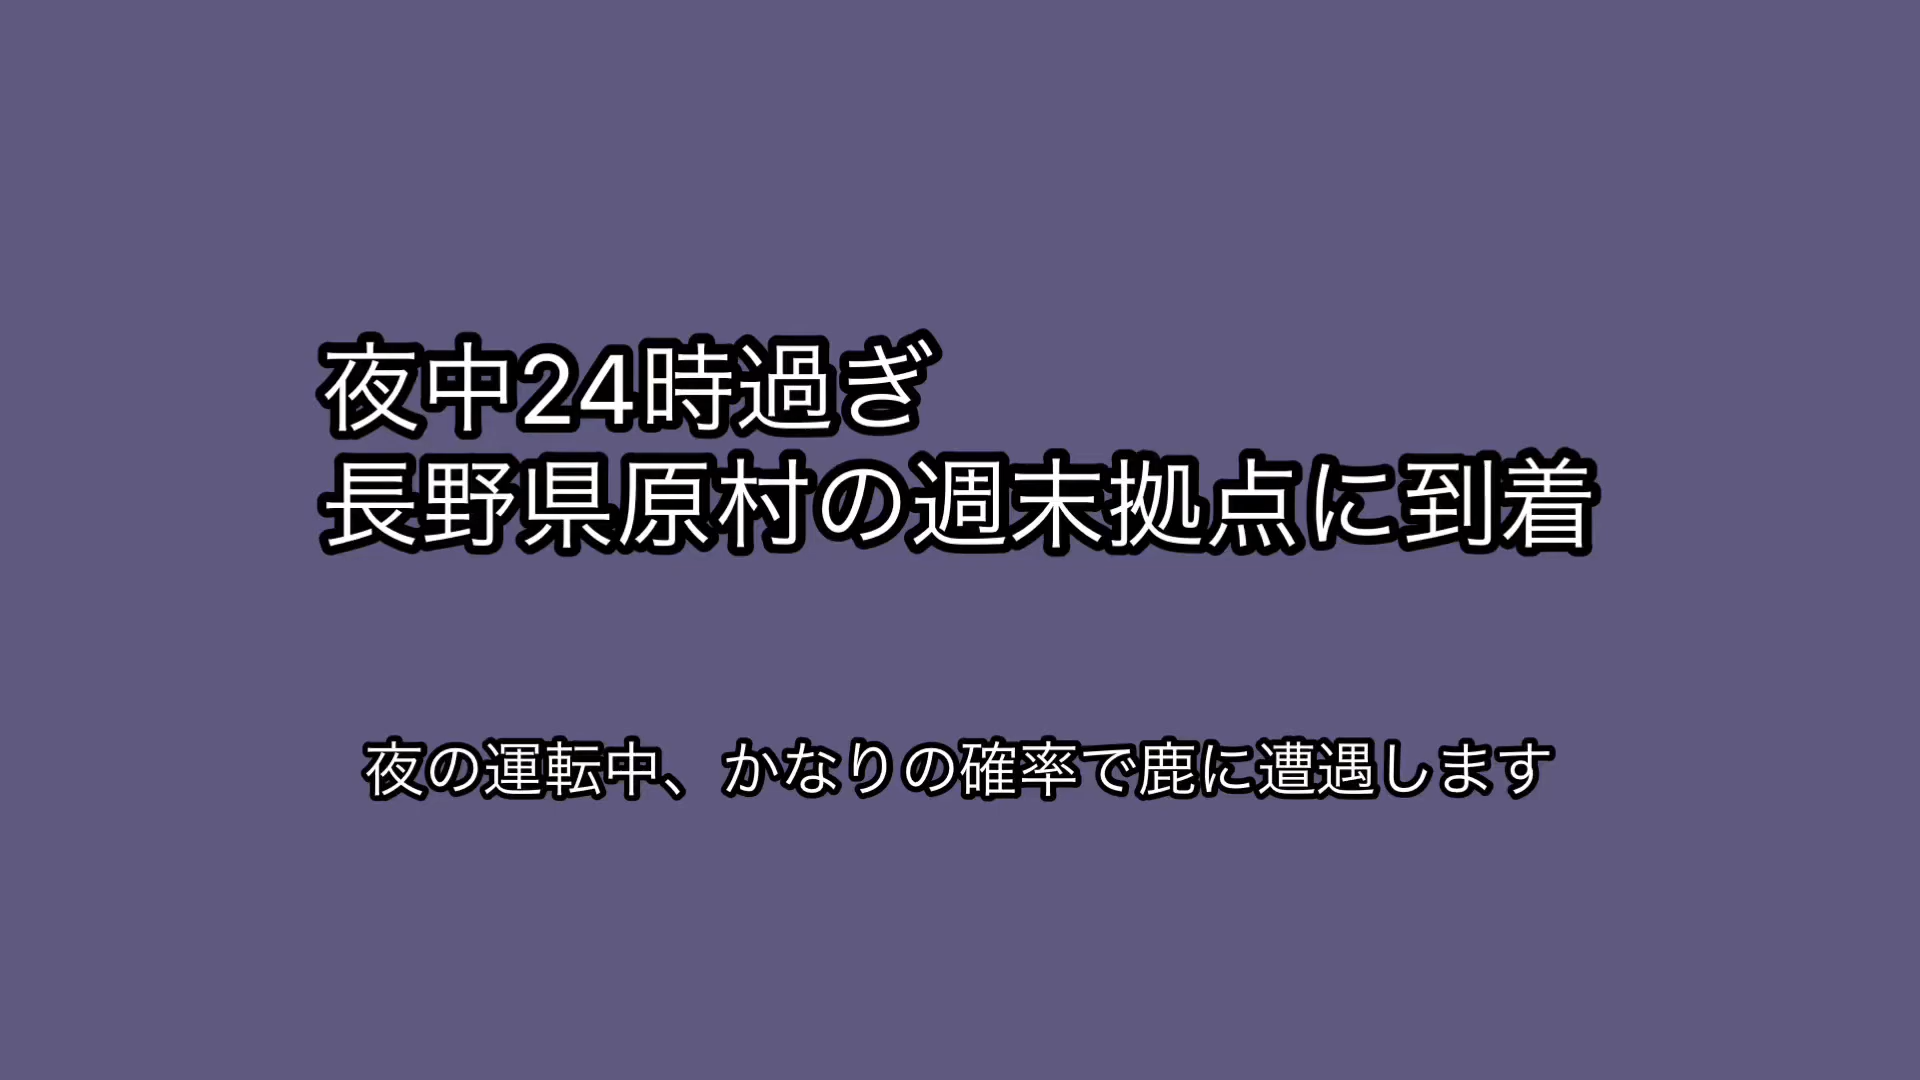 夜中24時過ぎ
長野県原村の週末拠点に到着
夜の運転中、かなりの確率で鹿に遭遇します